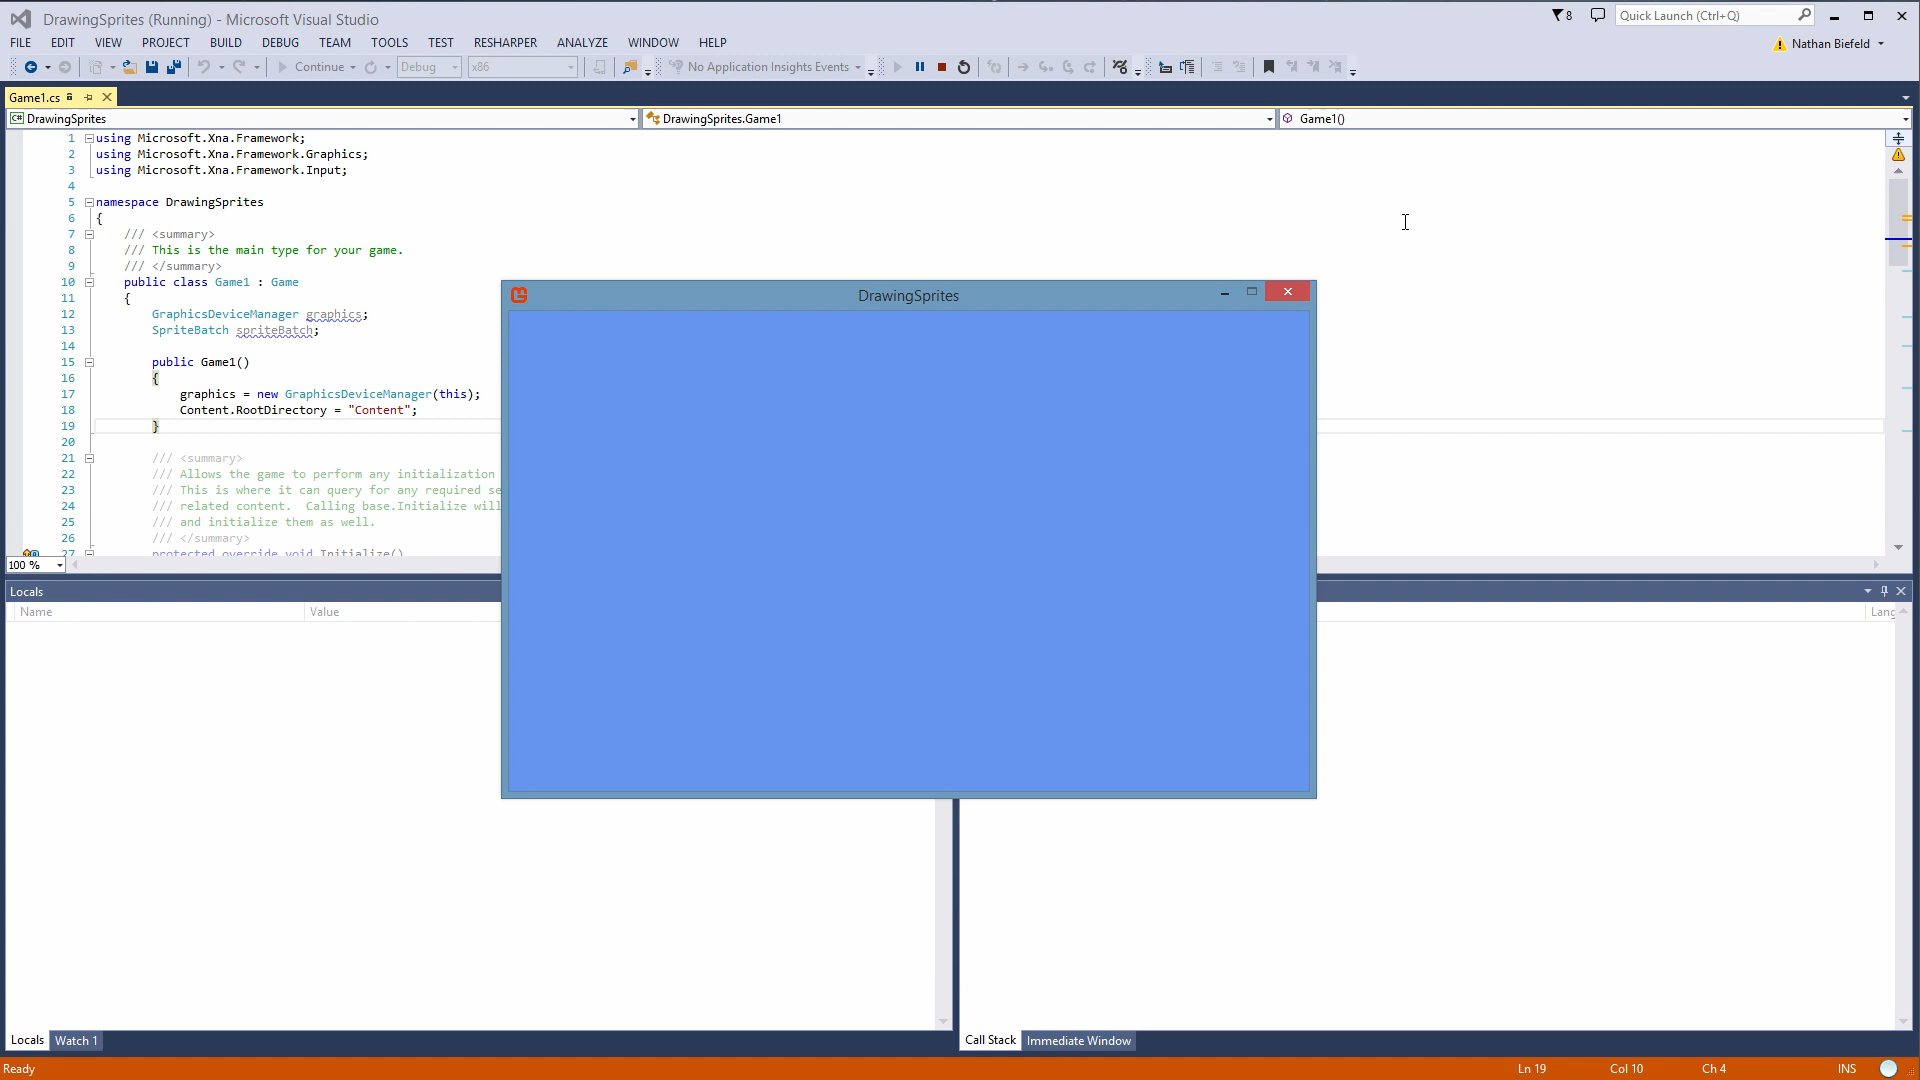 DrawingSprites (Running) - Microsoft Visual Studio
8
Quick Launch (Ctrl+Q)
FILE EDIT VIEW PROJECT BUILD DEBUG TEAM TOOLS TEST RESHARPER ANALYZE WINDOW HELP
Nathan Biefeld
Continue Debug x86 No Application Insights Events
Game1.cs
DrawingSprites DrawingSprites.Game1 Game1()
1 using Microsoft.Xna.Framework;
2 using Microsoft.Xna.Framework.Graphics;
3 using Microsoft.Xna.Framework.Input;
4
5 namespace DrawingSprites
6 {
7 /// <summary>
8 /// This is the main type for your game.
9 /// </summary>
10 public class Game1 : Game
11 {
12 GraphicsDeviceManager graphics;
13 SpriteBatch spriteBatch;
14
15 public Game1()
16 {
17 graphics = new GraphicsDeviceManager(this);
18 Content.RootDirectory = "Content";
19 }
20
21 /// <summary>
22 /// Allows the game to perform any initialization
23 /// This is where it can query for any required se
24 /// related content.  Calling base.Initialize will
25 /// and initialize them as well.
26 /// </summary>
27 protected override void Initialize()
100 %
DrawingSprites
Locals
Name Value
Lang
Locals Watch 1
Call Stack Immediate Window
Ready Ln 19 Col 10 Ch 4 INS